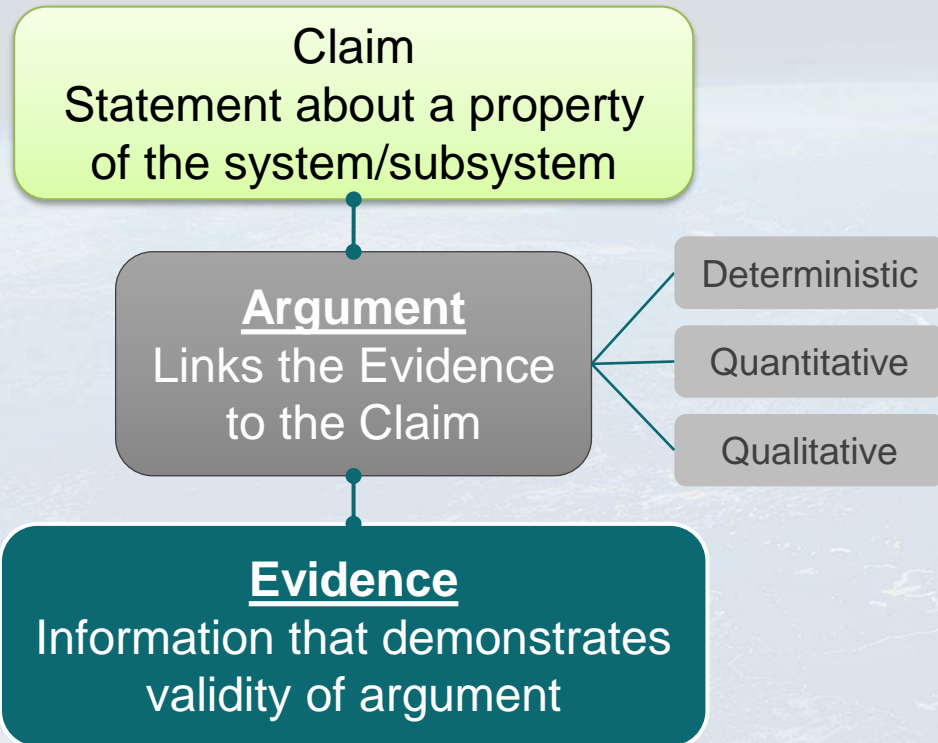 Claim
Statement about a property
of the system/subsystem
Argument
Links the Evidence
to the Claim
Deterministic
Quantitative
Qualitative
Evidence
Information that demonstrates
validity of argument